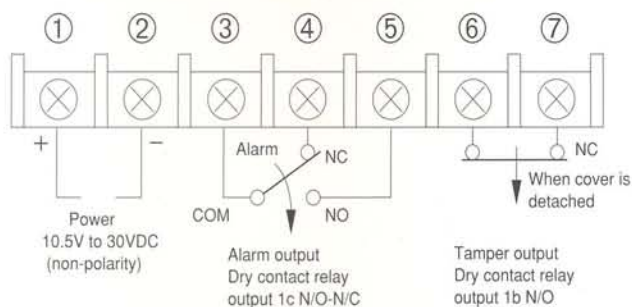 ① ② ③ ④ ⑤ ⑥ ⑦
+ −
Alarm
NC
COM
NO
NC
When cover is
detached
Power
10.5V to 30VDC
(non-polarity)
Alarm output
Dry contact relay
output 1c N/O-N/C
Tamper output
Dry contact relay
output 1b N/O